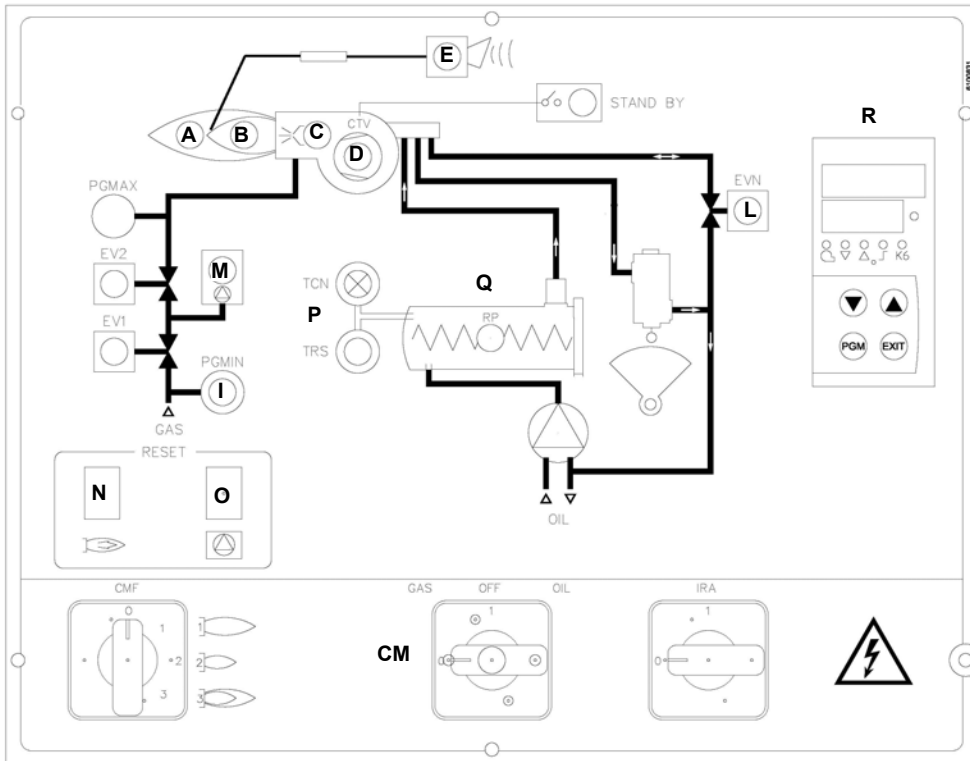 E
STAND BY
R
A
B
C
CTV
D
PGMAX
EVN
L
EV2
M
TCN
Q
K6
P
RP
EV1
TRS
PGM
EXIT
PGMIN
I
GAS
RESET
N
O
OIL
CMF
GAS
OFF
OIL
IRA
0
1
1
1
1
CM
0
0
2
2
3
3